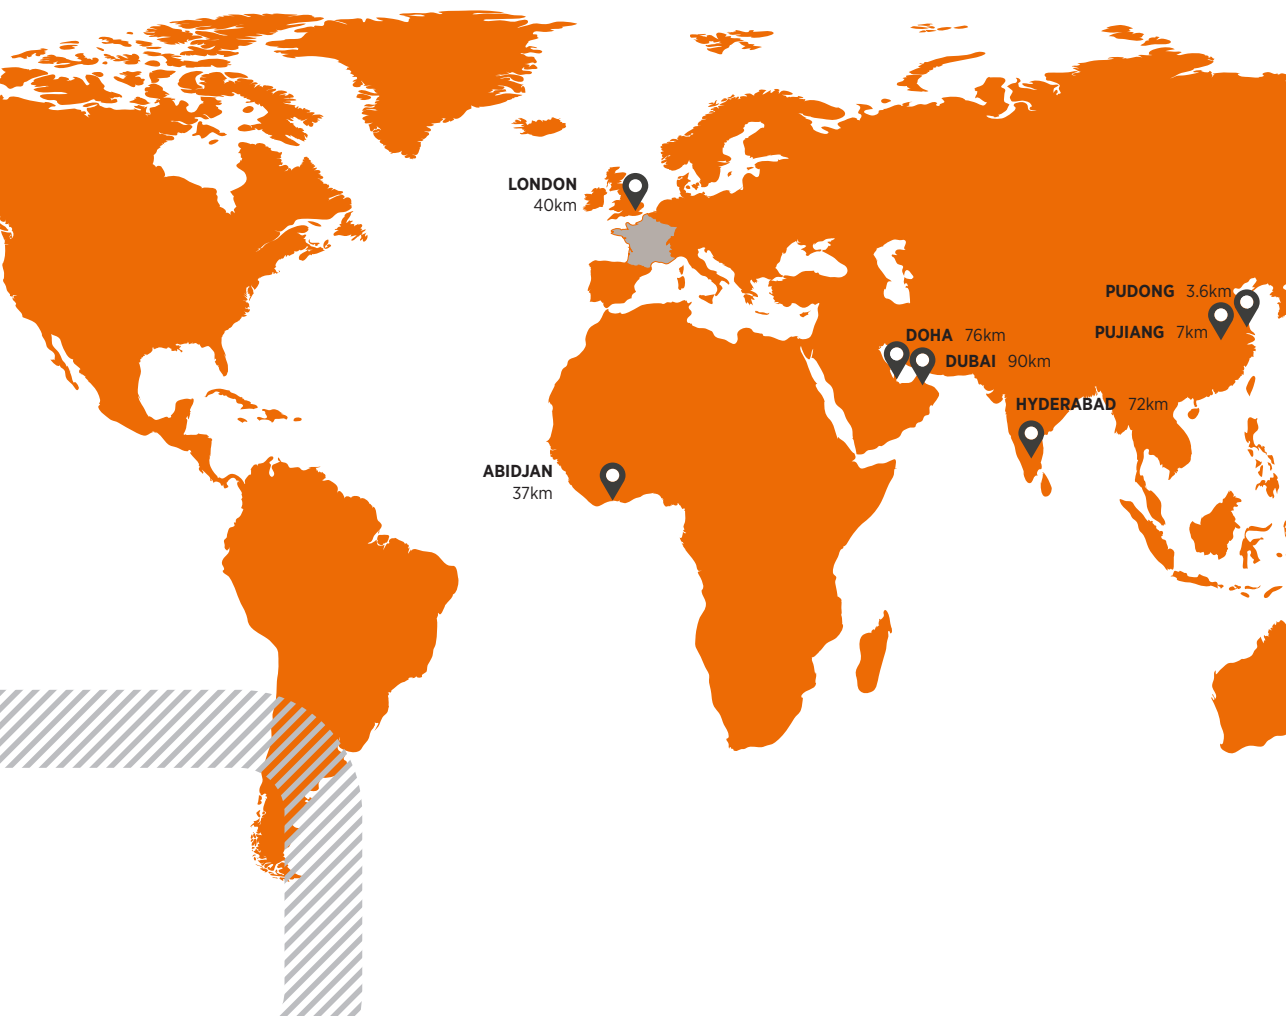 LONDON
40km
PUDONG 3.6km
PUJIANG 7km
DOHA 76km
DUBAI 90km
HYDERABAD 72km
ABIDJAN
37km